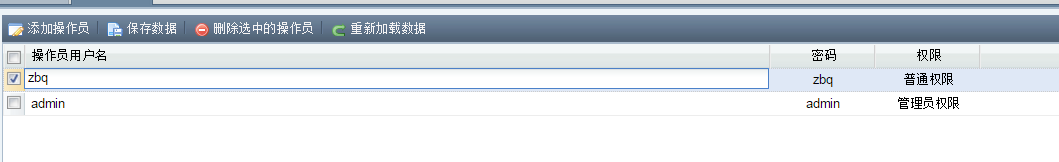 添加操作员 保存数据 删除选中的操作员 重新加载数据
操作员用户名 密码 权限
zbq zbq 普通权限
admin admin 管理员权限